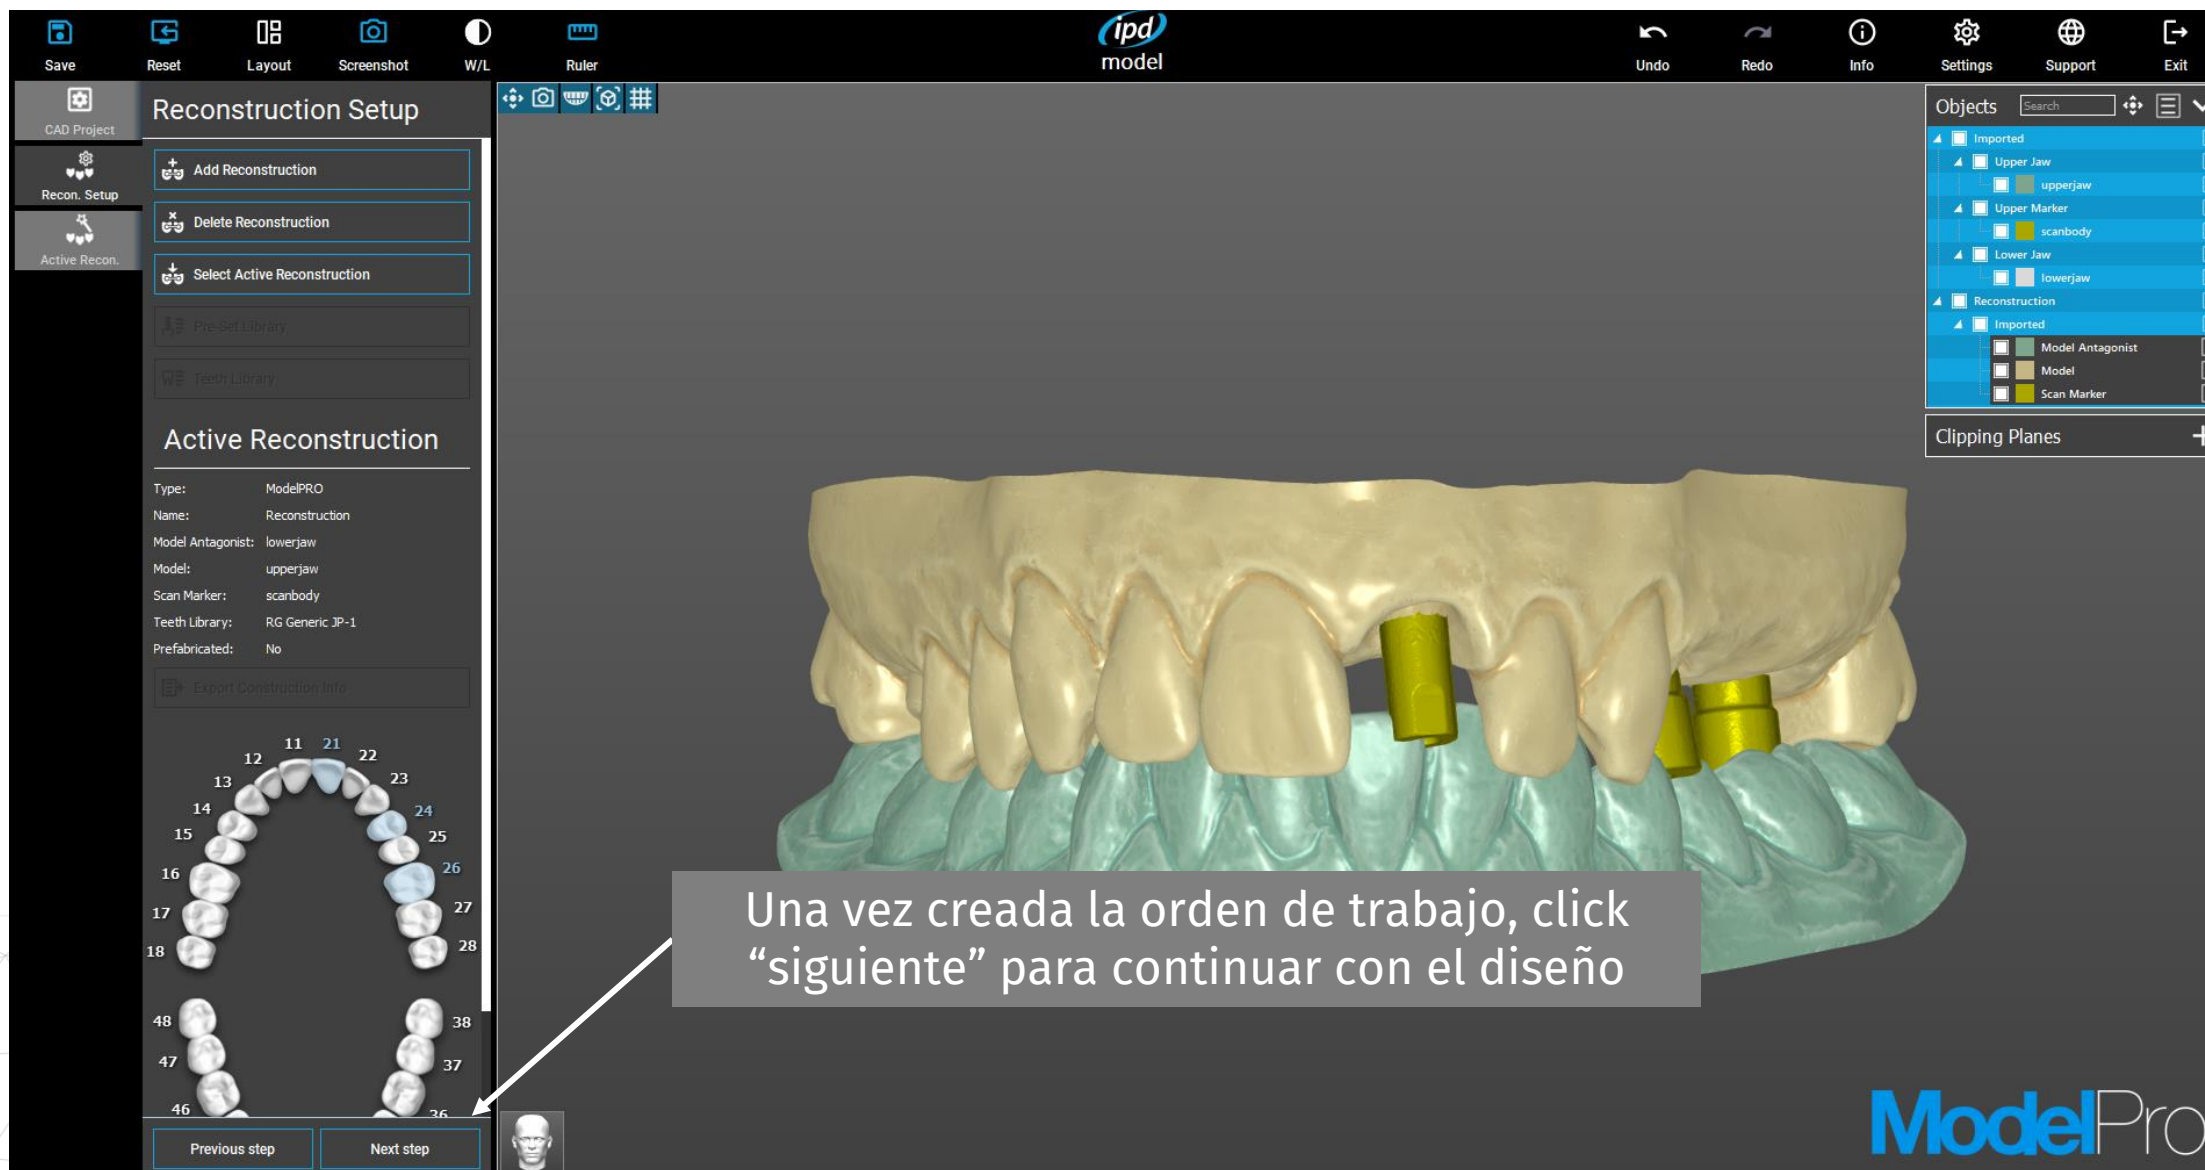 Save
Reset
Layout
Screenshot
W/L
Ruler
ipd
model
Undo
Redo
Info
Settings
Support
Exit
CAD Project
Recon. Setup
Active Recon.
Reconstruction Setup
Add Reconstruction
Delete Reconstruction
Select Active Reconstruction
Pre-Set Library
Teeth Library
Active Reconstruction
Type: ModelPRO
Name: Reconstruction
Model Antagonist: lowerjaw
Model: upperjaw
Scan Marker: scanbody
Teeth Library: RG Generic JP-1
Prefabricated: No
Export Construction Info
11 21
12 22
13 23
14 24
15 25
16 26
17 27
18 28
48 38
47 37
46 36
Previous step
Next step
Objects
Search
Imported
Upper Jaw
upperjaw
Upper Marker
scanbody
Lower Jaw
lowerjaw
Reconstruction
Imported
Model Antagonist
Model
Scan Marker
Clipping Planes
Una vez creada la orden de trabajo, click
“siguiente” para continuar con el diseño
ModelPro